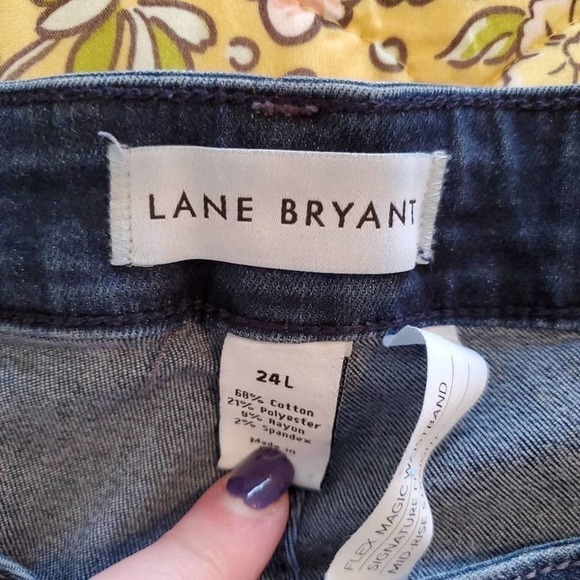 LANE BRYANT
24L
68% Cotton
21% Polyester
9% Rayon
2% Spandex
Made in
FLEX MAGIC WAISTBAND
SIGNATURE
MID-RISE